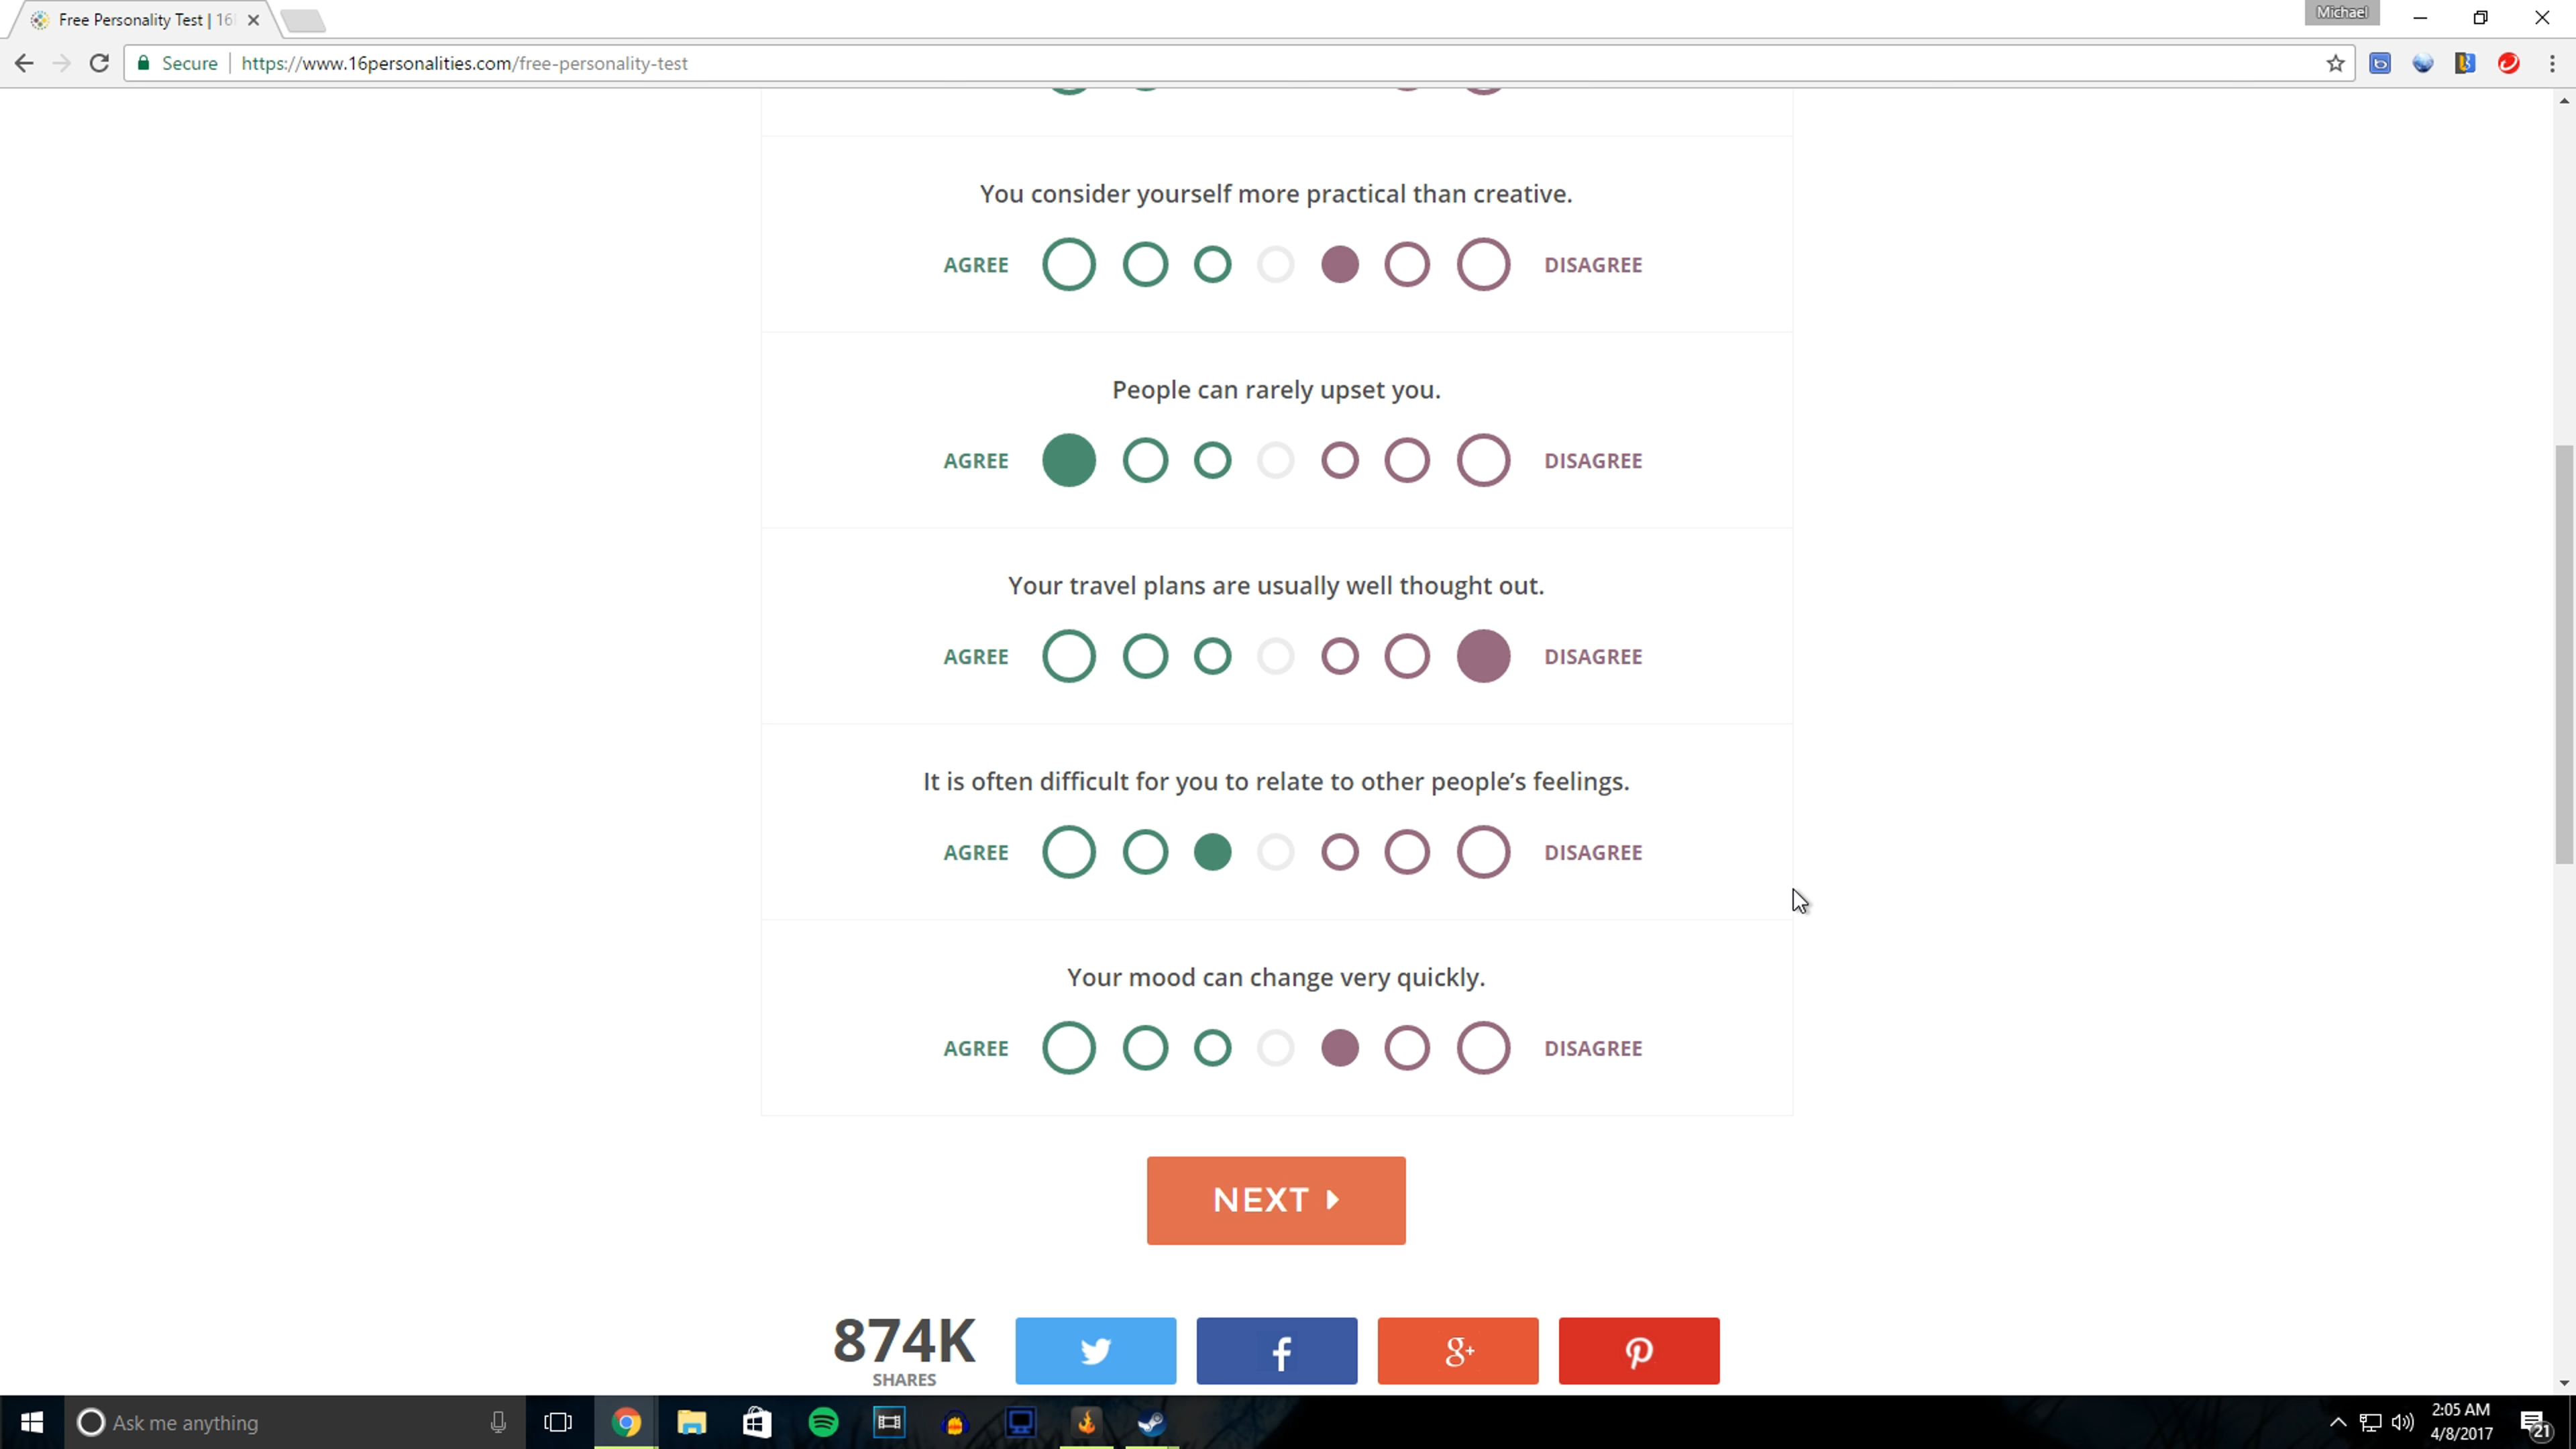 Free Personality Test | 16
Michael
Secure
https://www.16personalities.com/free-personality-test
You consider yourself more practical than creative.
AGREE DISAGREE
People can rarely upset you.
AGREE DISAGREE
Your travel plans are usually well thought out.
AGREE DISAGREE
It is often difficult for you to relate to other people’s feelings.
AGREE DISAGREE
Your mood can change very quickly.
AGREE DISAGREE
NEXT
874K
SHARES
g+
Ask me anything
2:05 AM
4/8/2017
21